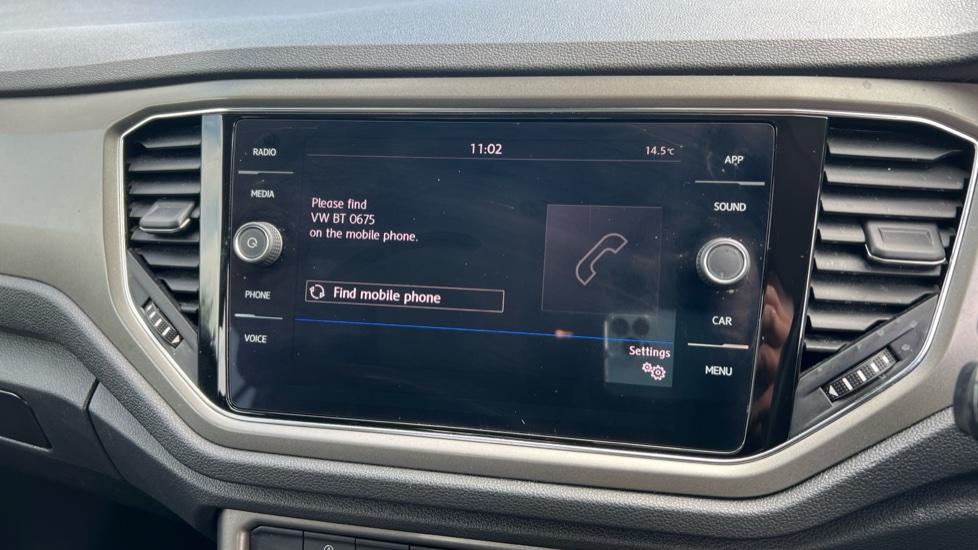 RADIO
MEDIA
PHONE
VOICE
11:02
14.5°C
Please find
VW BT 0675
on the mobile phone.
Find mobile phone
Settings
APP
SOUND
CAR
MENU